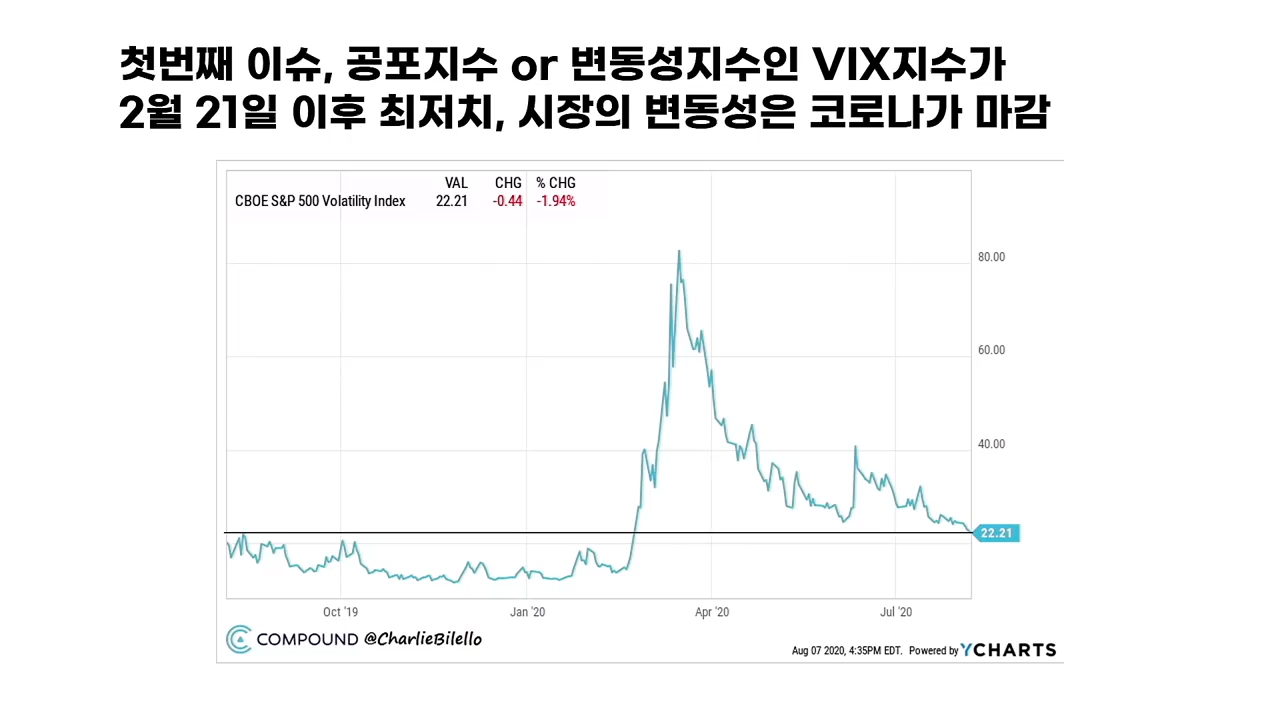 첫번째 이슈, 공포지수 or 변동성지수인 VIX지수가
2월 21일 이후 최저치, 시장의 변동성은 코로나가 마감
VAL CHG % CHG
CBOE S&P 500 Volatility Index 22.21 -0.44 -1.94%
80.00
60.00
40.00
22.21
Oct '19 Jan '20 Apr '20 Jul '20
COMPOUND @CharlieBilello
Aug 07 2020, 4:35PM EDT. Powered by YCHARTS